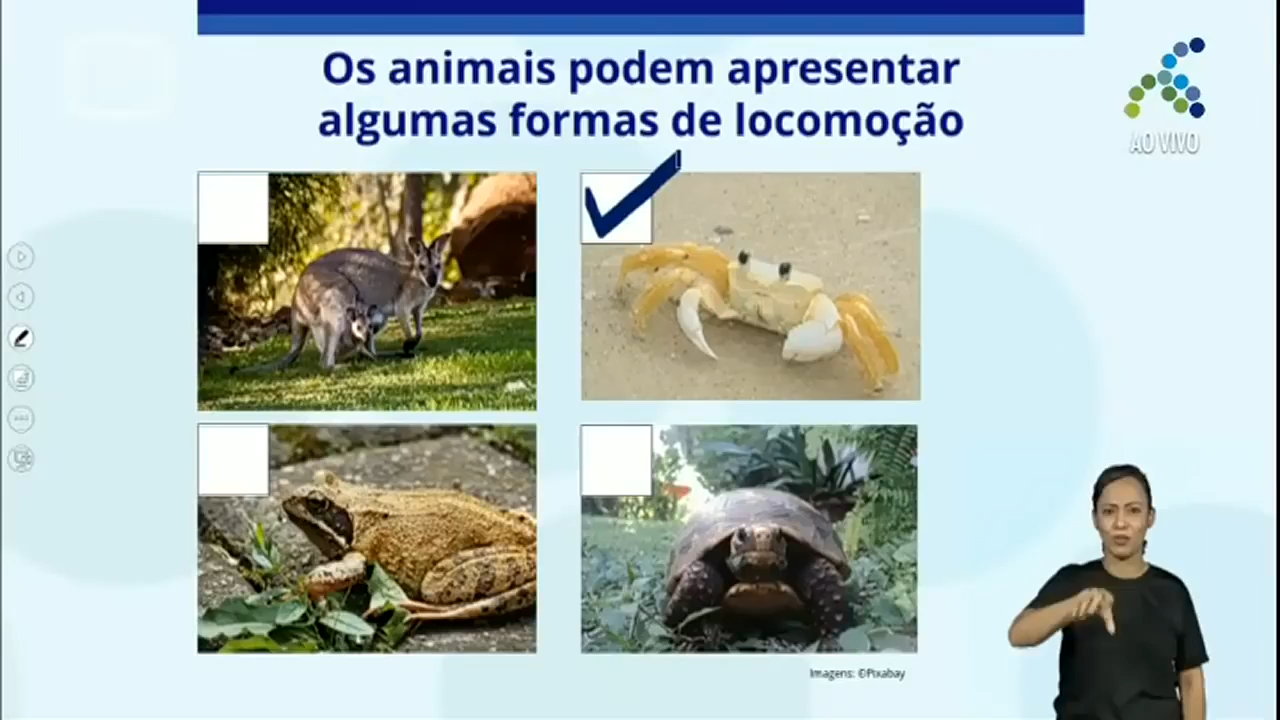 Os animais podem apresentar
algumas formas de locomoção
AO VIVO
Imagens: ©Pixabay